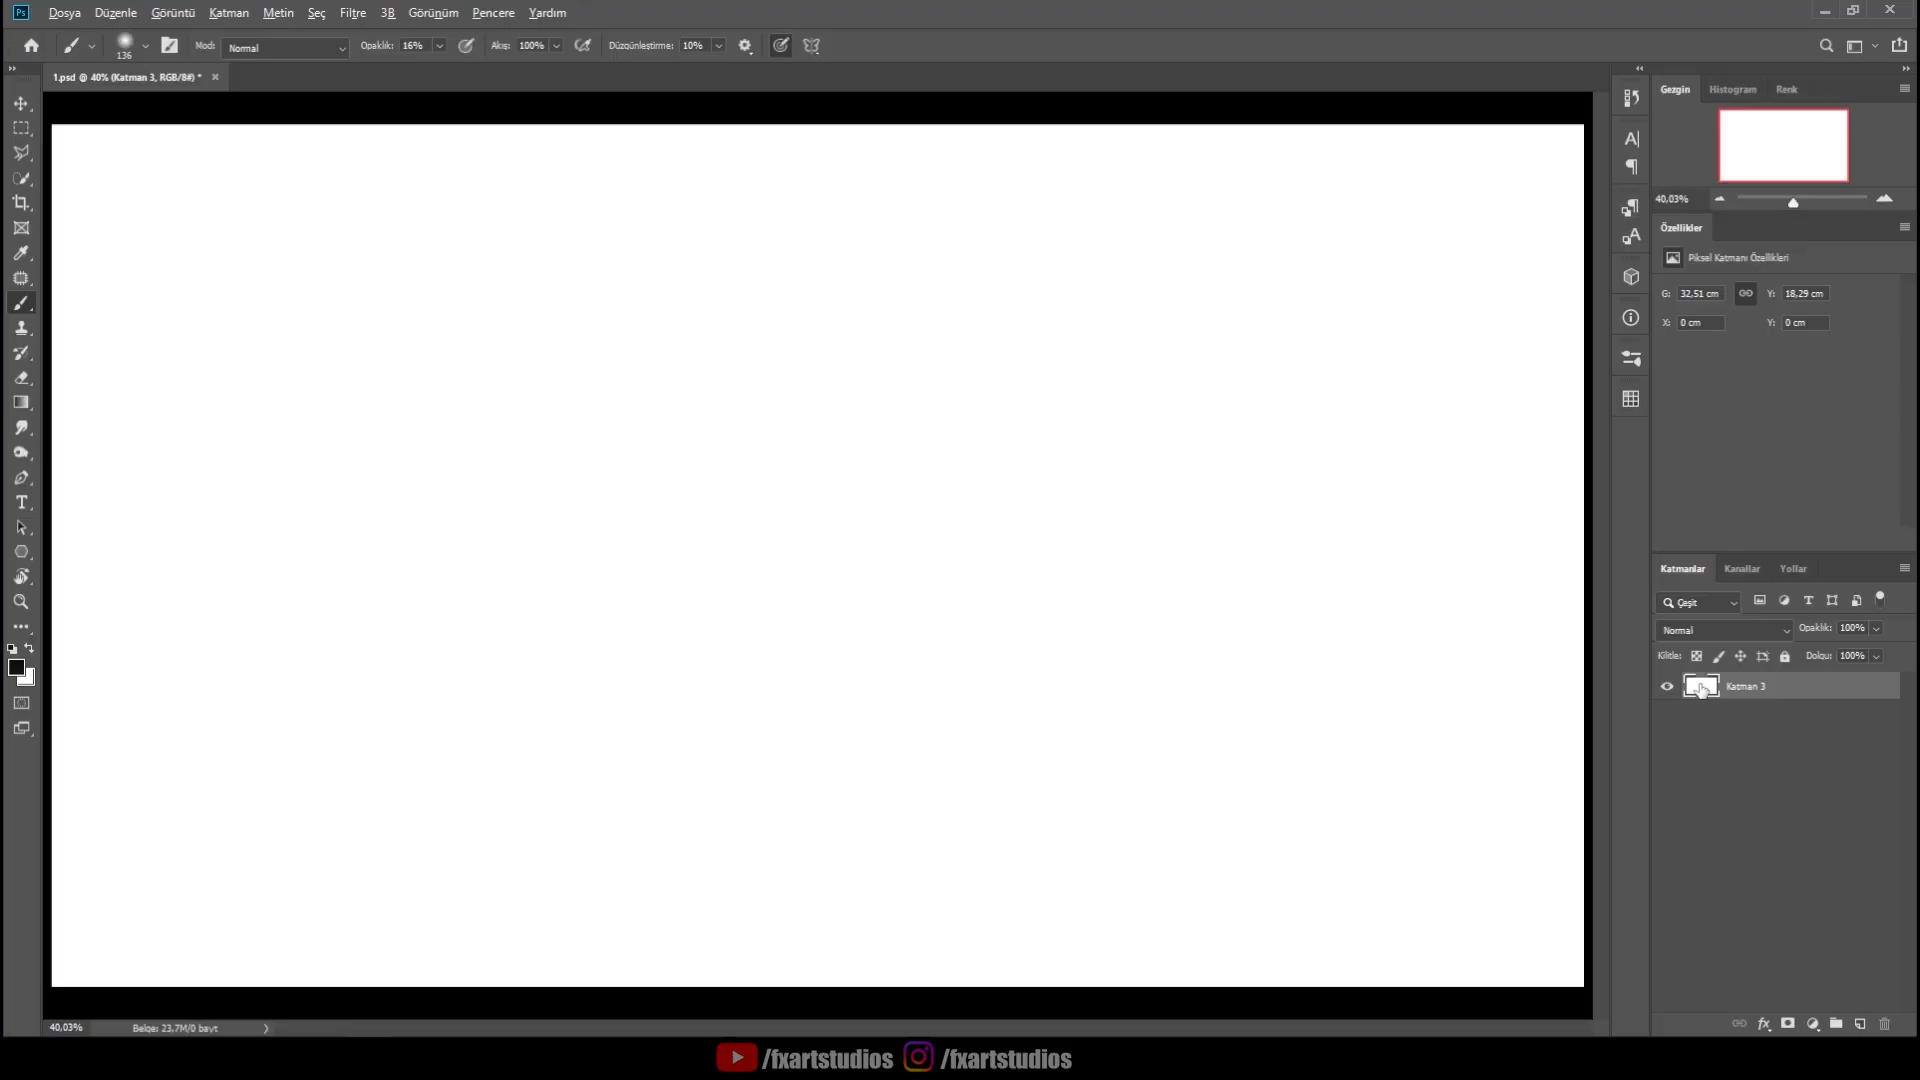 Ps Dosya Düzenle Görüntü Katman Metin Seç Filtre 3B Görünüm Pencere Yardım
136 Mod: Normal Opaklık: 16% Akış: 100% Düzgünleştirme: 10%
1.psd @ 40% (Katman 3, RGB/8#) *
Gezgin Histogram Renk
40,03%
Özellikler
Piksel Katmanı Özellikleri
G: 32,51 cm Y: 18,29 cm
X: 0 cm Y: 0 cm
Katmanlar Kanallar Yollar
Çeşit
Normal Opaklık: 100%
Kilitle: Dolgu: 100%
Katman 3
40,03% Belge: 23,7M/0 bayt
/fxartstudios /fxartstudios